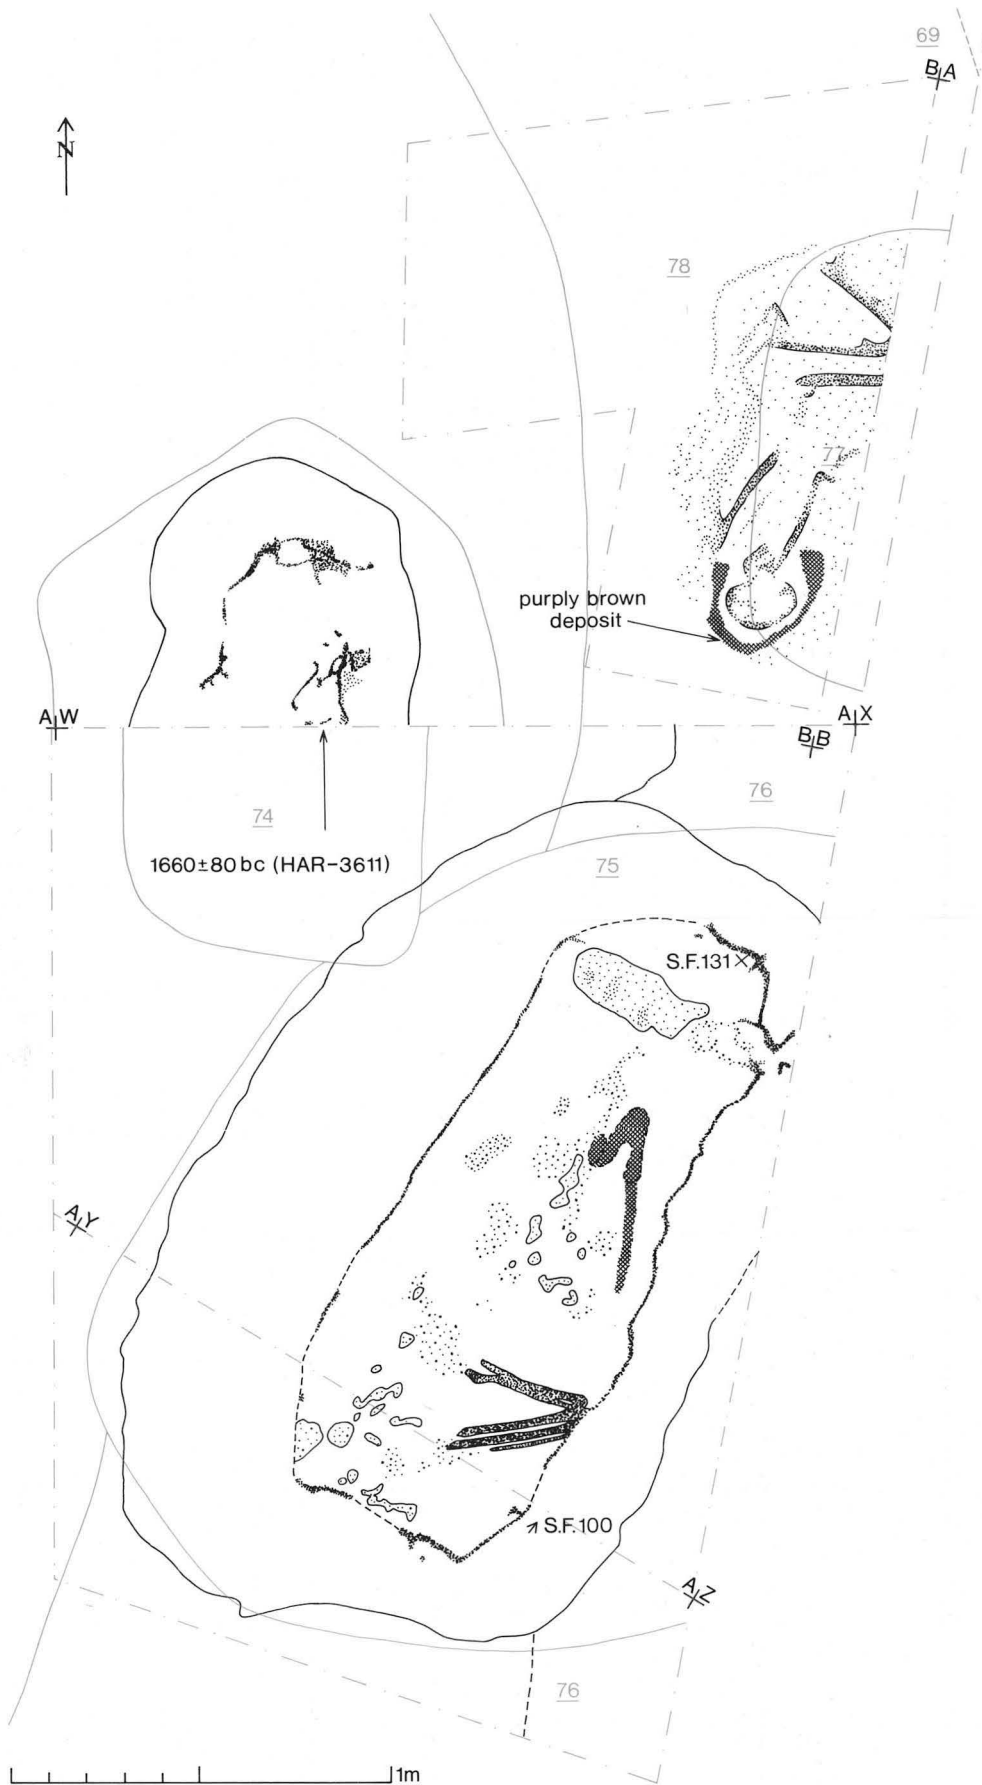 69
B A
N
78
77
purply brown
deposit
A W
A X
B B
76
74
1660±80 bc (HAR-3611)
75
S.F.131
A Y
S.F.100
A Z
76
1m